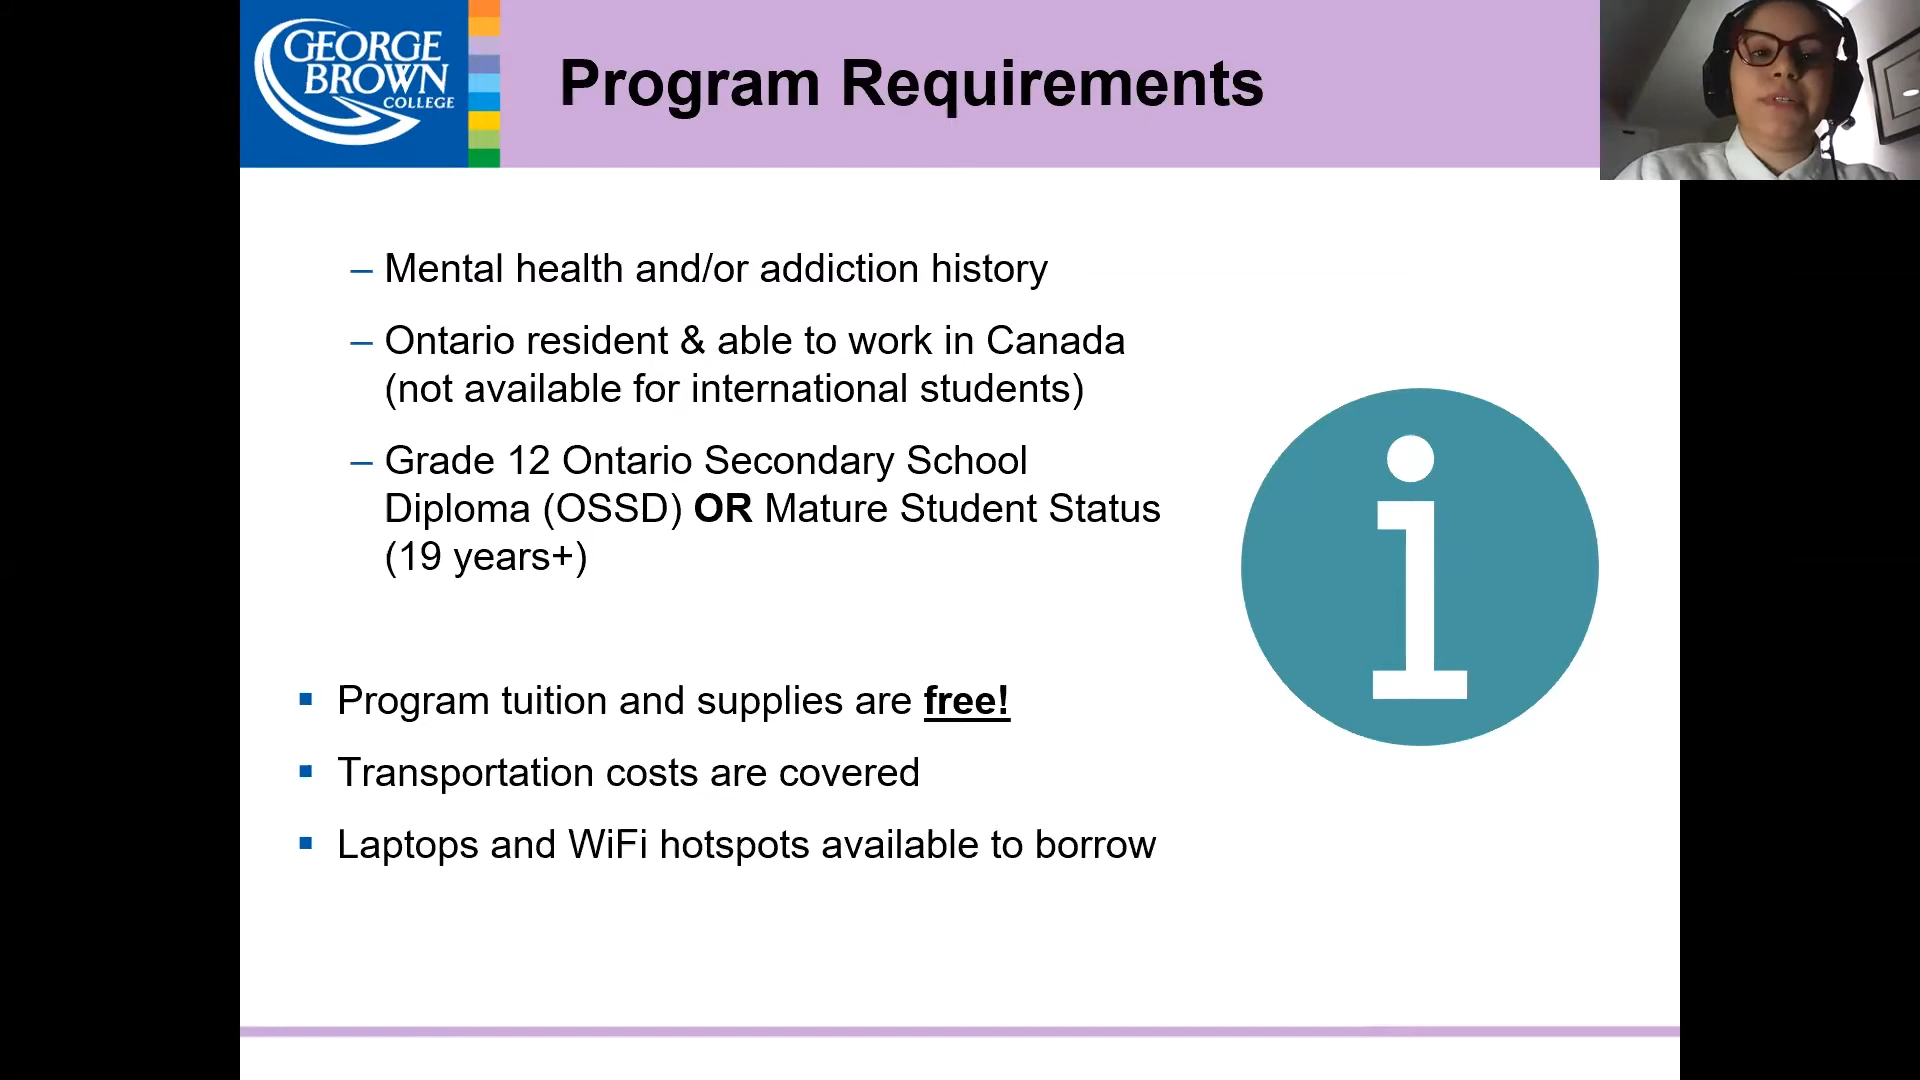 GEORGE
BROWN
COLLEGE
Program Requirements
– Mental health and/or addiction history
– Ontario resident & able to work in Canada
(not available for international students)
– Grade 12 Ontario Secondary School
Diploma (OSSD) OR Mature Student Status
(19 years+)
▪ Program tuition and supplies are free!
▪ Transportation costs are covered
▪ Laptops and WiFi hotspots available to borrow